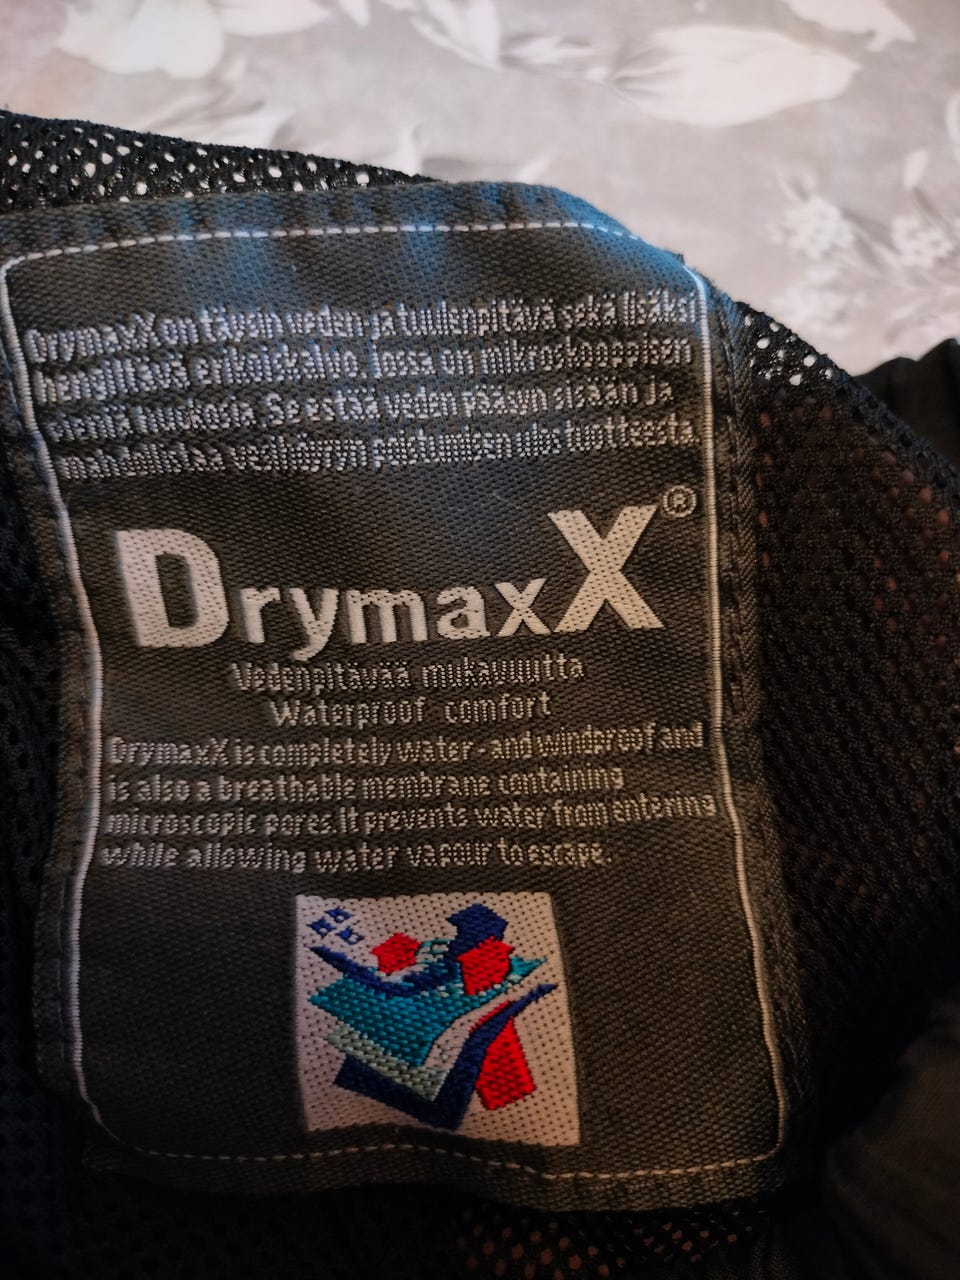 DrymaxX on täysin veden ja tuulenpitävä sekä lisäksi
hengittävä erikoiskalvo, jossa on mikroskooppisen
pieniä huokosia. Se estää veden pääsyn sisään ja
mahdollistaa vesihöyryn poistumisen ulos tuotteesta.
DrymaxX®
Vedenpitävää mukavuutta
Waterproof comfort
DrymaxX is completely water- and windproof and
is also a breathable membrane containing
microscopic pores. It prevents water from entering
while allowing water vapour to escape.